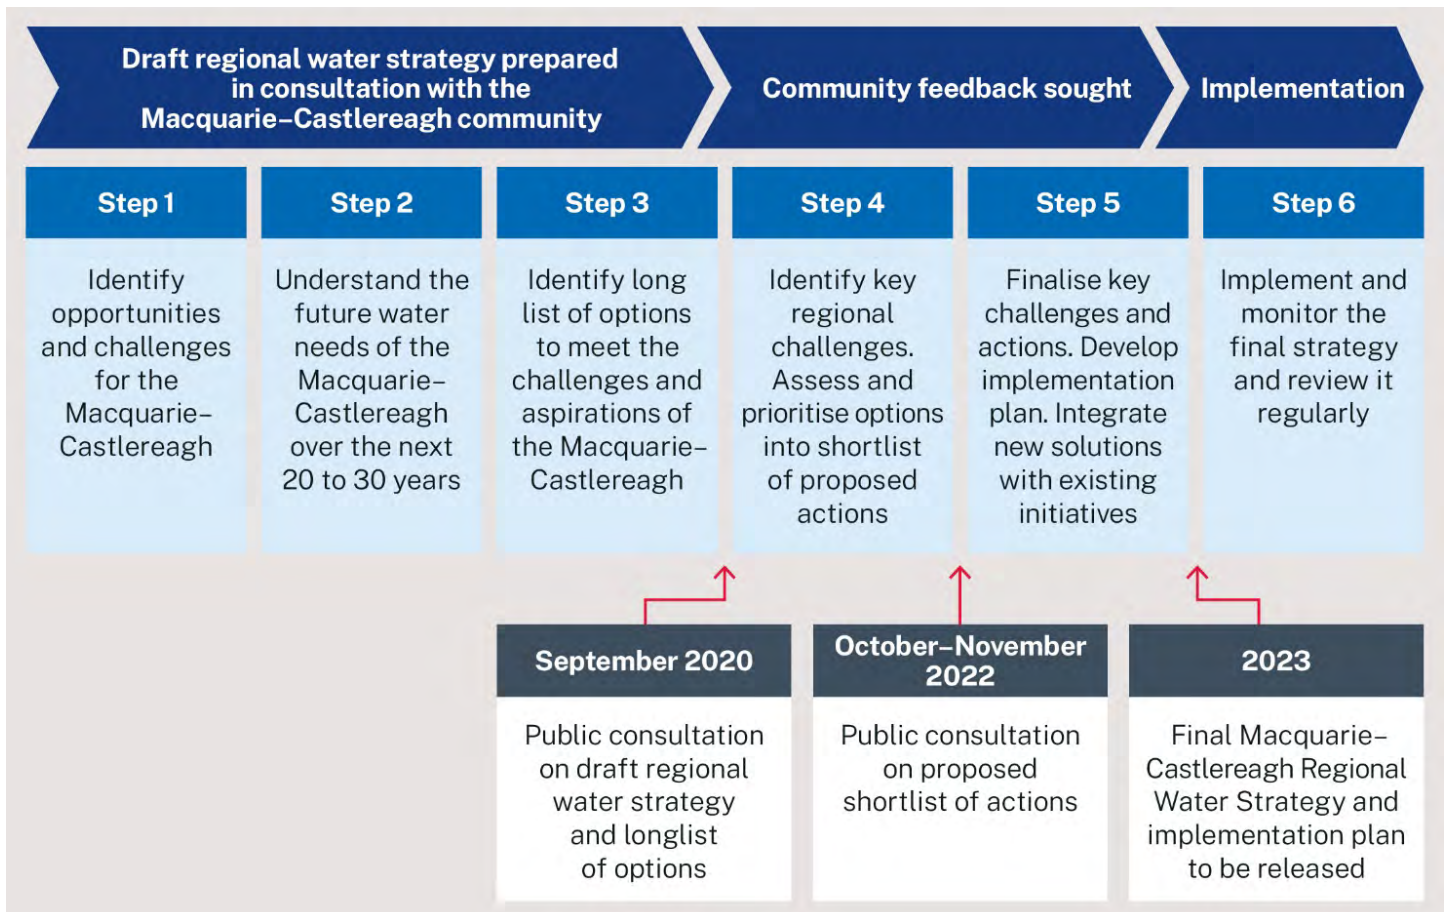 Draft regional water strategy prepared
in consultation with the
Macquarie–Castlereagh community
Community feedback sought
Implementation
Step 1
Identify
opportunities
and challenges
for the
Macquarie–
Castlereagh
Step 2
Understand the
future water
needs of the
Macquarie–
Castlereagh
over the next
20 to 30 years
Step 3
Identify long
list of options
to meet the
challenges and
aspirations of
the Macquarie–
Castlereagh
Step 4
Identify key
regional
challenges.
Assess and
prioritise options
into shortlist
of proposed
actions
Step 5
Finalise key
challenges and
actions. Develop
implementation
plan. Integrate
new solutions
with existing
initiatives
Step 6
Implement and
monitor the
final strategy
and review it
regularly
September 2020
Public consultation
on draft regional
water strategy
and longlist
of options
October–November
2022
Public consultation
on proposed
shortlist of actions
2023
Final Macquarie–
Castlereagh Regional
Water Strategy and
implementation plan
to be released